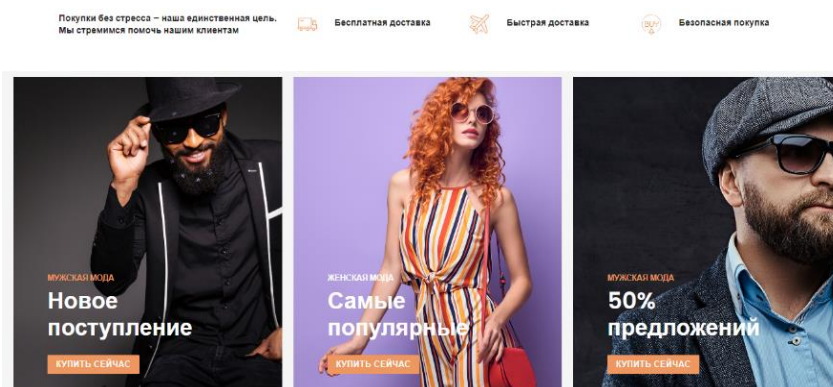 Покупки без стресса – наша единственная цель.
Мы стремимся помочь нашим клиентам
Бесплатная доставка
Быстрая доставка
BUY
Безопасная покупка
МУЖСКАЯ МОДА
Новое
поступление
КУПИТЬ СЕЙЧАС
ЖЕНСКАЯ МОДА
Самые
популярные
КУПИТЬ СЕЙЧАС
МУЖСКАЯ МОДА
50%
предложений
КУПИТЬ СЕЙЧАС